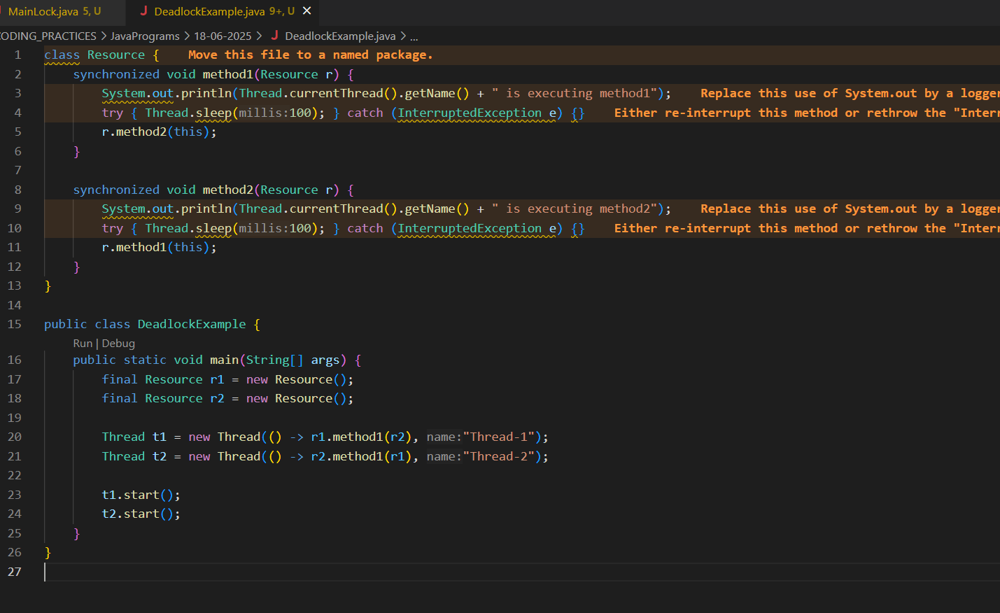 MainLock.java 5, U
DeadlockExample.java 9+, U
CODING_PRACTICES > JavaPrograms > 18-06-2025 > DeadlockExample.java > ...
1 class Resource { Move this file to a named package.
2 synchronized void method1(Resource r) {
3 System.out.println(Thread.currentThread().getName() + " is executing method1"); Replace this use of System.out by a logger
4 try { Thread.sleep(millis:100); } catch (InterruptedException e) {} Either re-interrupt this method or rethrow the "Interr
5 r.method2(this);
6 }
7
8 synchronized void method2(Resource r) {
9 System.out.println(Thread.currentThread().getName() + " is executing method2"); Replace this use of System.out by a logger
10 try { Thread.sleep(millis:100); } catch (InterruptedException e) {} Either re-interrupt this method or rethrow the "Interr
11 r.method1(this);
12 }
13 }
14
15 public class DeadlockExample {
Run | Debug
16 public static void main(String[] args) {
17 final Resource r1 = new Resource();
18 final Resource r2 = new Resource();
19
20 Thread t1 = new Thread(() -> r1.method1(r2), name:"Thread-1");
21 Thread t2 = new Thread(() -> r2.method1(r1), name:"Thread-2");
22
23 t1.start();
24 t2.start();
25 }
26 }
27